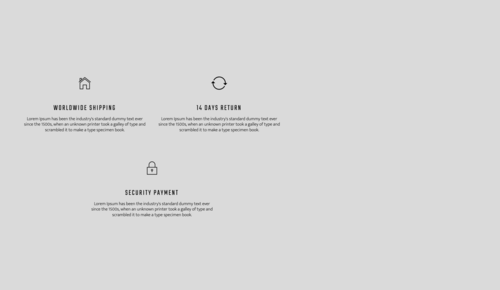 WORLDWIDE SHIPPING
Lorem Ipsum has been the industry's standard dummy text ever
since the 1500s, when an unknown printer took a galley of type and
scrambled it to make a type specimen book.
14 DAYS RETURN
Lorem Ipsum has been the industry's standard dummy text ever
since the 1500s, when an unknown printer took a galley of type and
scrambled it to make a type specimen book.
SECURITY PAYMENT
Lorem Ipsum has been the industry's standard dummy text ever
since the 1500s, when an unknown printer took a galley of type and
scrambled it to make a type specimen book.